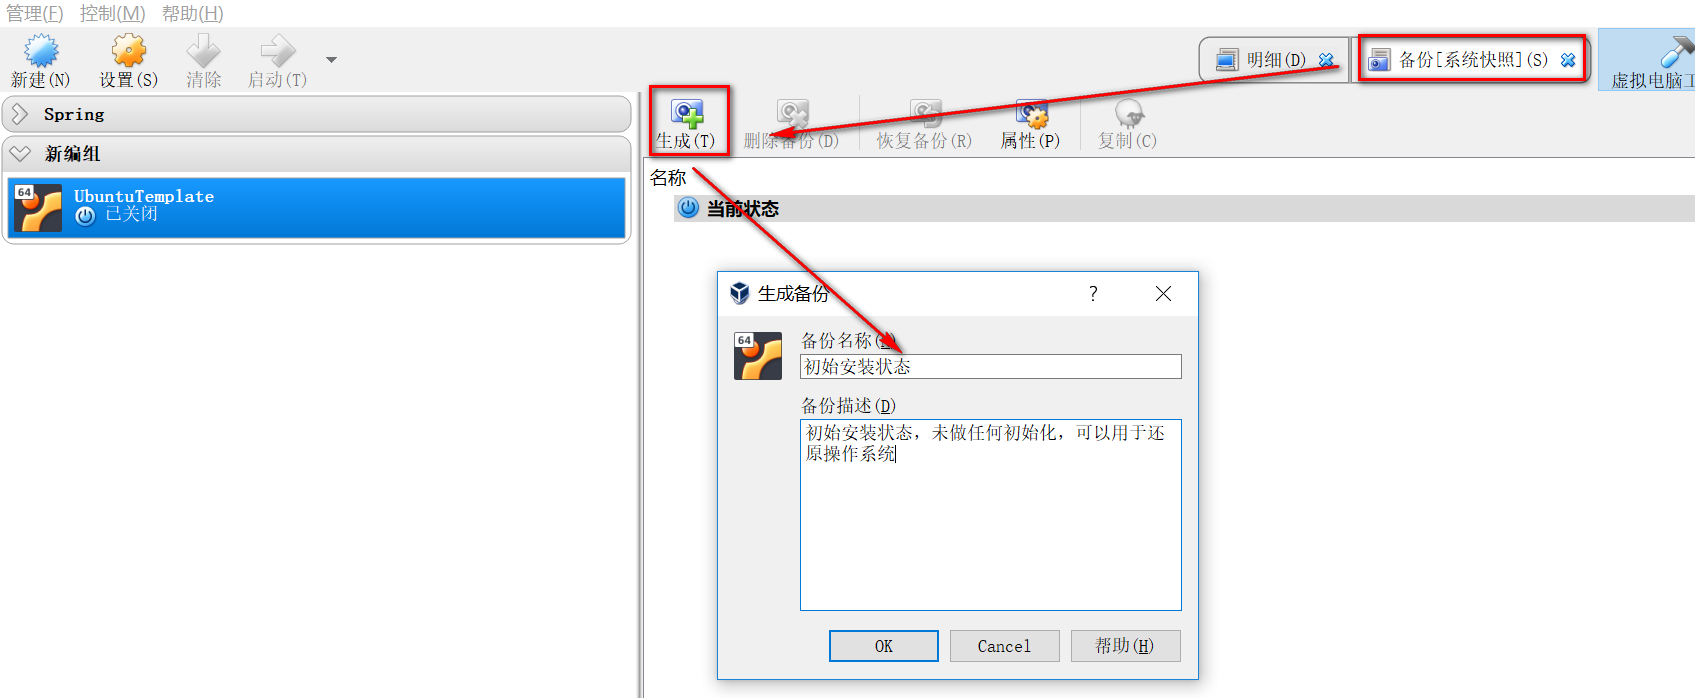 管理(F) 控制(M) 帮助(H)
新建(N) 设置(S) 清除 启动(T)
明细(D) 备份[系统快照](S)
虚拟电脑工
Spring
新编组
64
UbuntuTemplate
已关闭
生成(T) 删除备份(D) 恢复备份(R) 属性(P) 复制(C)
名称
当前状态
生成备份 ?
64
备份名称
初始安装状态
备份描述(D)
初始安装状态，未做任何初始化，可以用于还
原操作系统
OK Cancel 帮助(H)